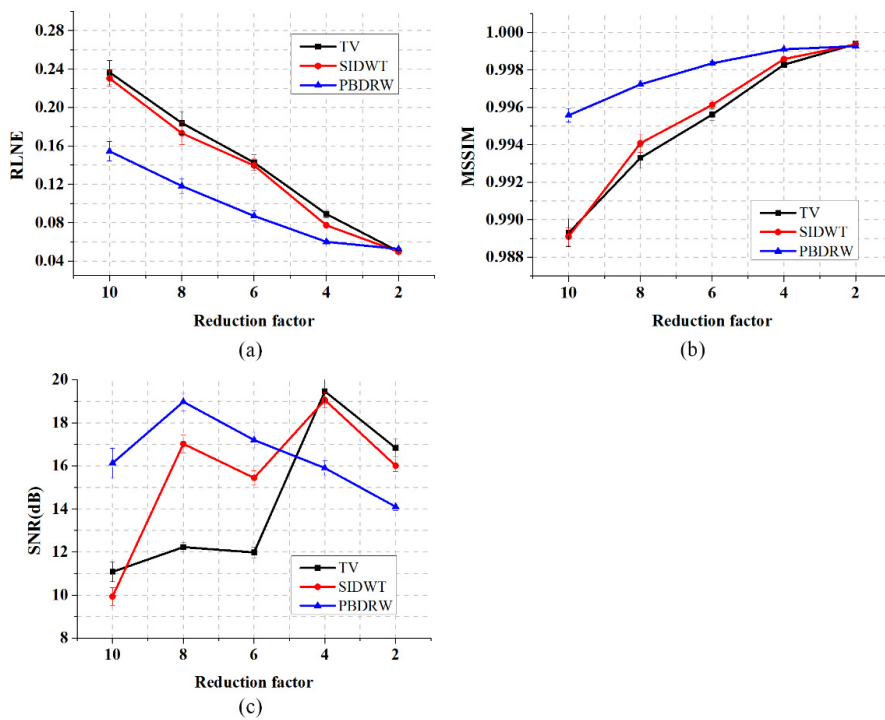 0.28
0.24
0.20
0.16
0.12
0.08
0.04
RLNE
TV
SIDWT
PBDRW
10 8 6 4 2
Reduction factor
(a)
1.000
0.998
0.996
0.994
0.992
0.990
0.988
MSSIM
TV
SIDWT
PBDRW
10 8 6 4 2
Reduction factor
(b)
20
18
16
14
12
10
8
SNR(dB)
TV
SIDWT
PBDRW
10 8 6 4 2
Reduction factor
(c)